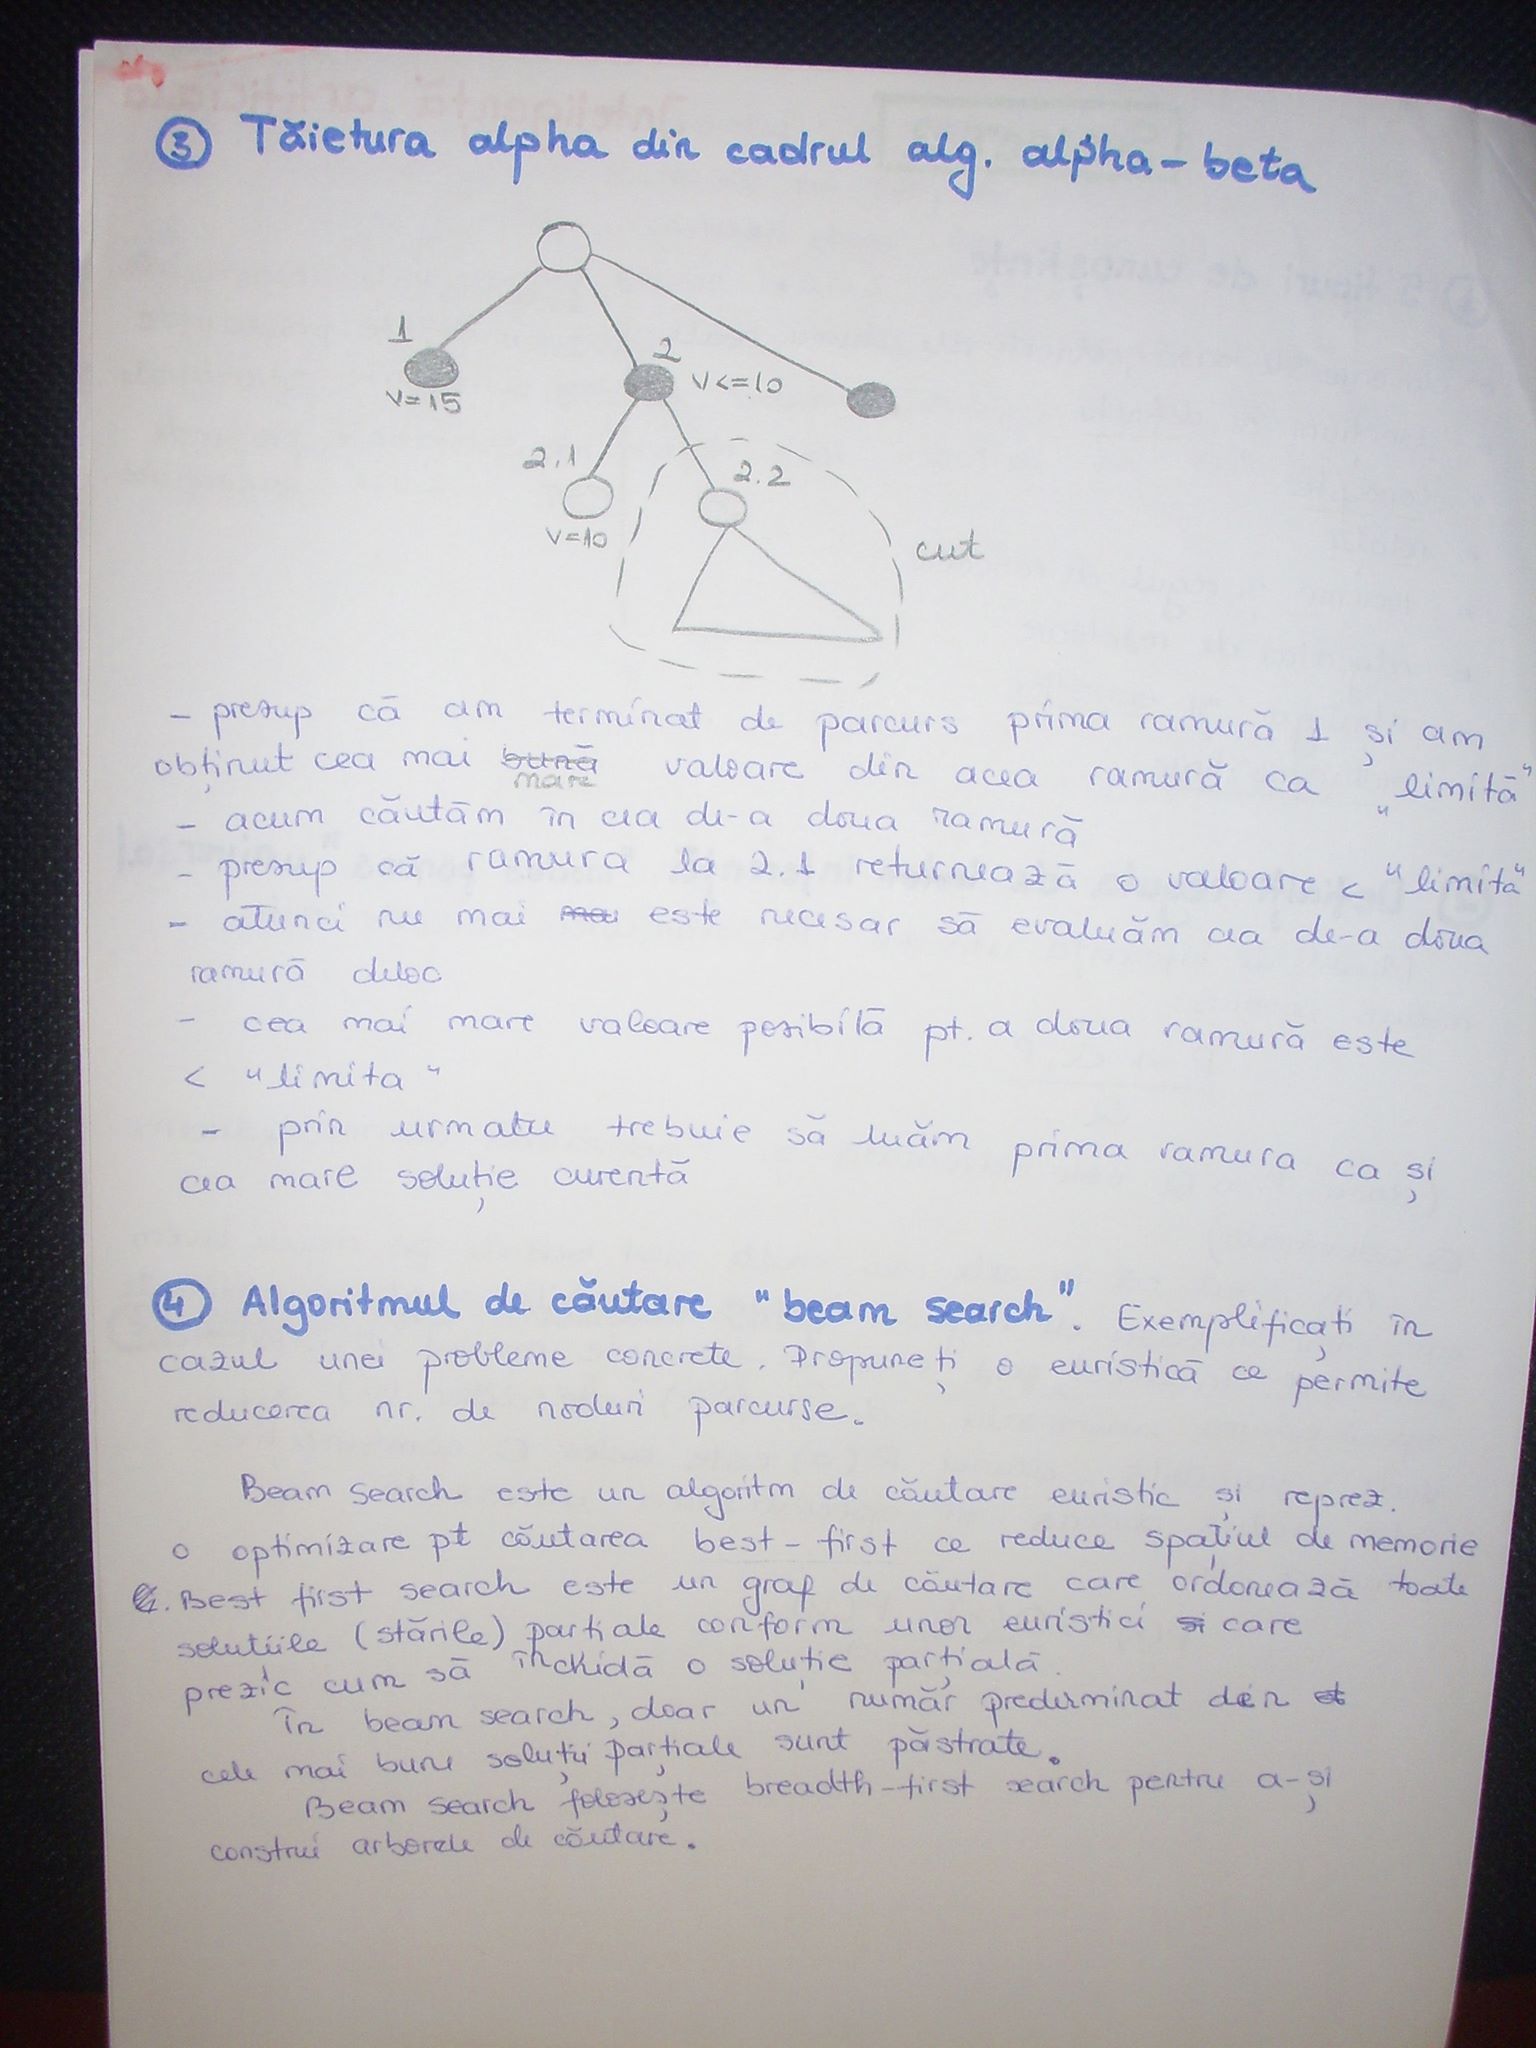 ③ Tăietura alpha din cadrul alg. alpha-beta
1
v=15
2
v<=10
2.1
v=10
2.2
cut
- presup că am terminat de parcurs prima ramură 1 și am
obținut cea mai bună valoare din acea ramură ca "limită"
mare
- acum căutăm în cea de-a doua ramură
- presup că ramura la 2.1 returnează o valoare < "limită"
- atunci nu mai este necesar să evaluăm cea de-a doua
ramură deloc
- cea mai mare valoare posibilă pt. a doua ramură este
< "limita"
- prin urmare trebuie să luăm prima ramura ca și
cea mare soluție curentă
④ Algoritmul de căutare "beam search". Exemplificați în
cazul unei probleme concrete. Propuneți o euristică ce permite
reducerea nr. de noduri parcurse.
Beam search este un algoritm de căutare euristic și reprez.
o optimizare pt căutarea best-first ce reduce spațiul de memorie
. Best first search este un graf de căutare care ordonează toate
soluțiile (stările) parțiale conform unor euristici și care
prezic cum să închidă o soluție parțială.
În beam search, doar un număr prederminat din
cele mai bune soluții parțiale sunt păstrate.
Beam search folosește breadth-first search pentru a-și
construi arborele de căutare.